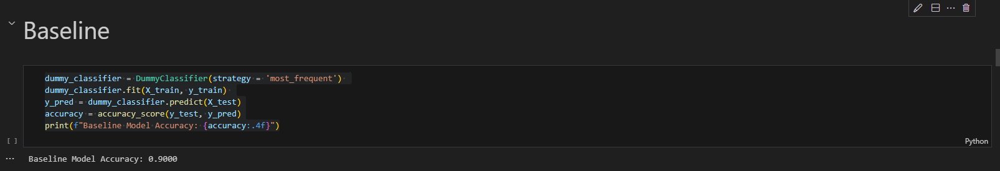 Baseline
dummy_classifier = DummyClassifier(strategy = 'most_frequent')
dummy_classifier.fit(X_train, y_train)
y_pred = dummy_classifier.predict(X_test)
accuracy = accuracy_score(y_test, y_pred)
print(f"Baseline Model Accuracy: {accuracy:.4f}")
[ ]
Python
Baseline Model Accuracy: 0.9000